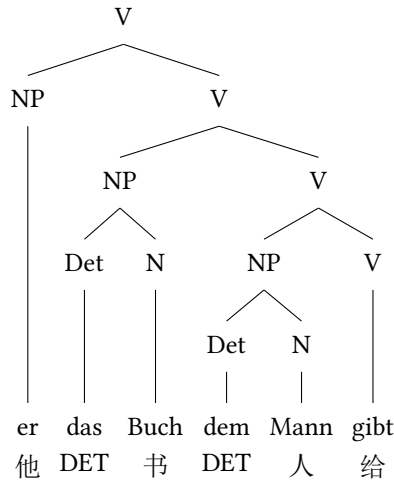 V
NP V
NP V
Det N NP V
Det N
er das Buch dem Mann gibt
他 DET 书 DET 人 给